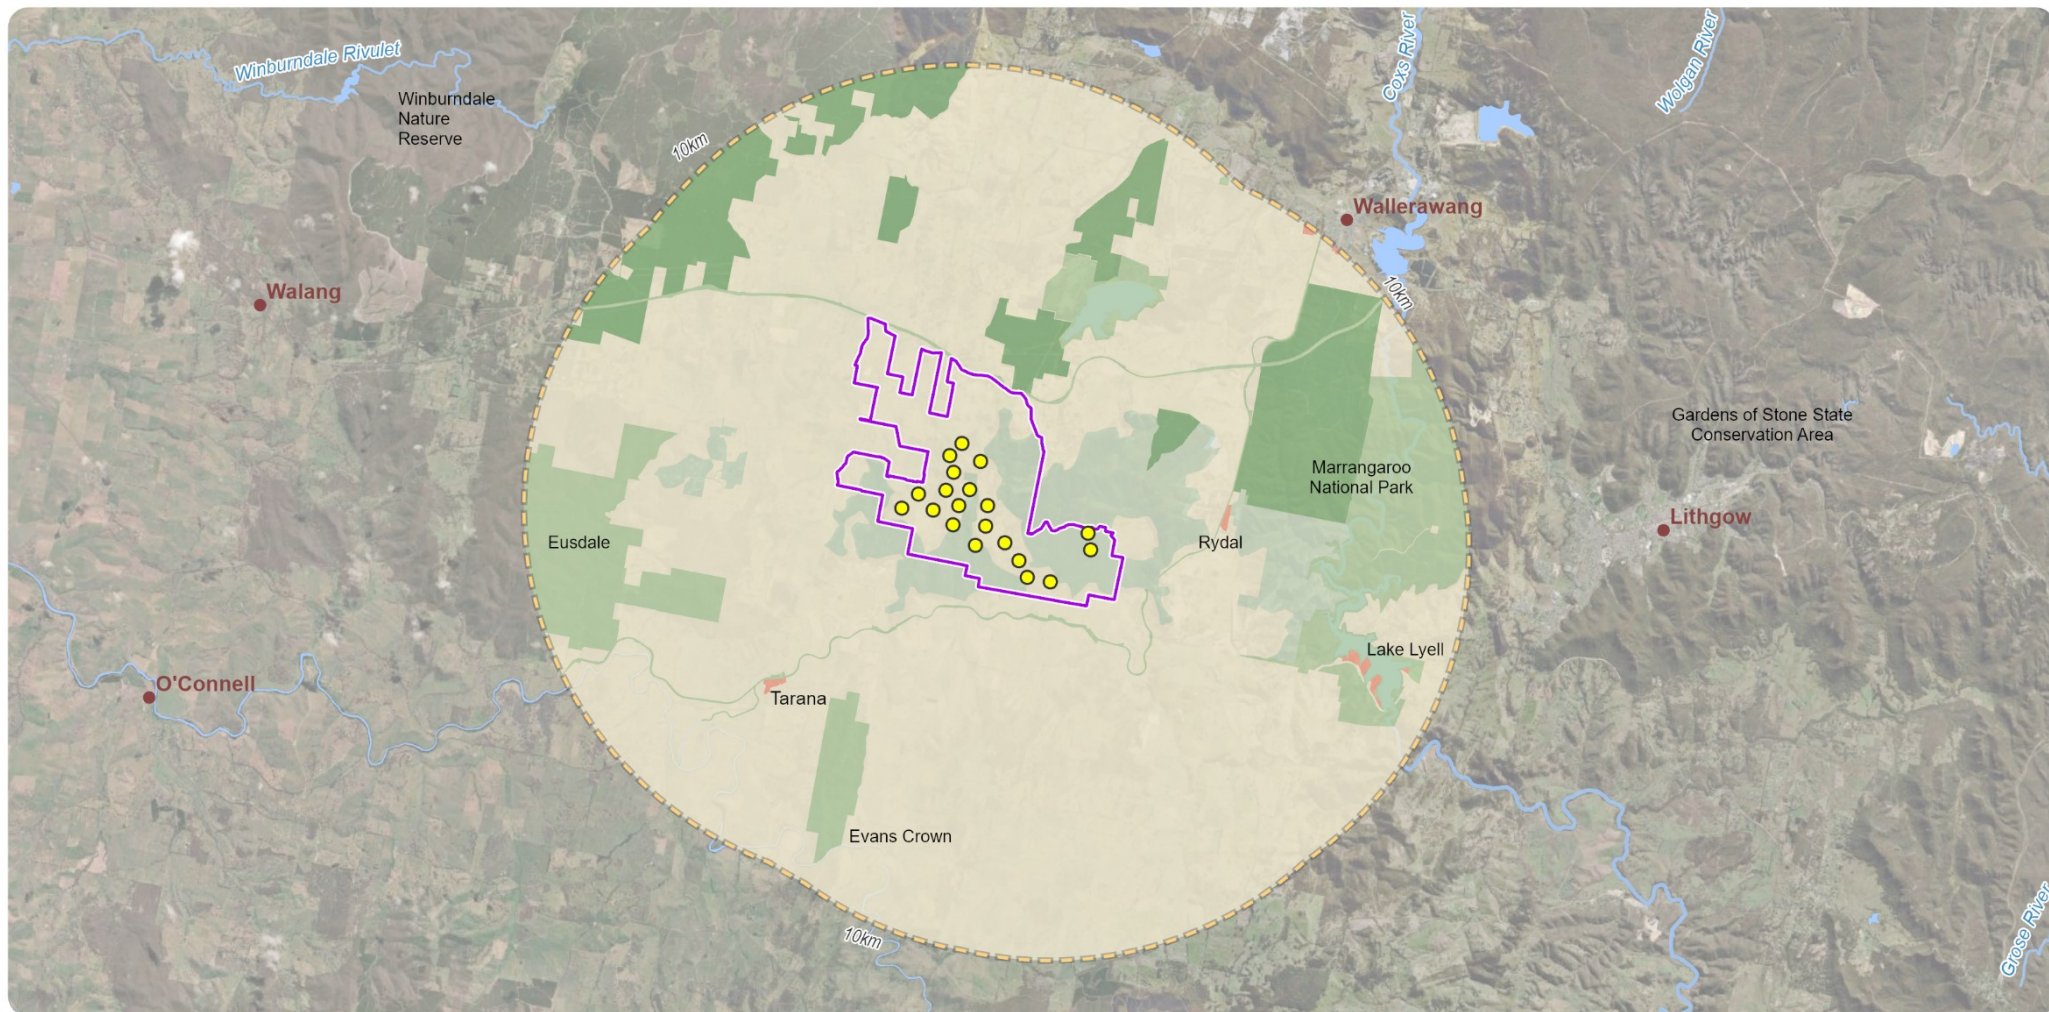 Winburndale Rivulet
Coxs River
Wolgan River
Winburndale
Nature
Reserve
10km
Wallerawang
Walang
10km
Gardens of Stone State
Conservation Area
Marrangaroo
National Park
Lithgow
Eusdale
Rydal
Lake Lyell
O'Connell
Tarana
Evans Crown
10km
Grose River